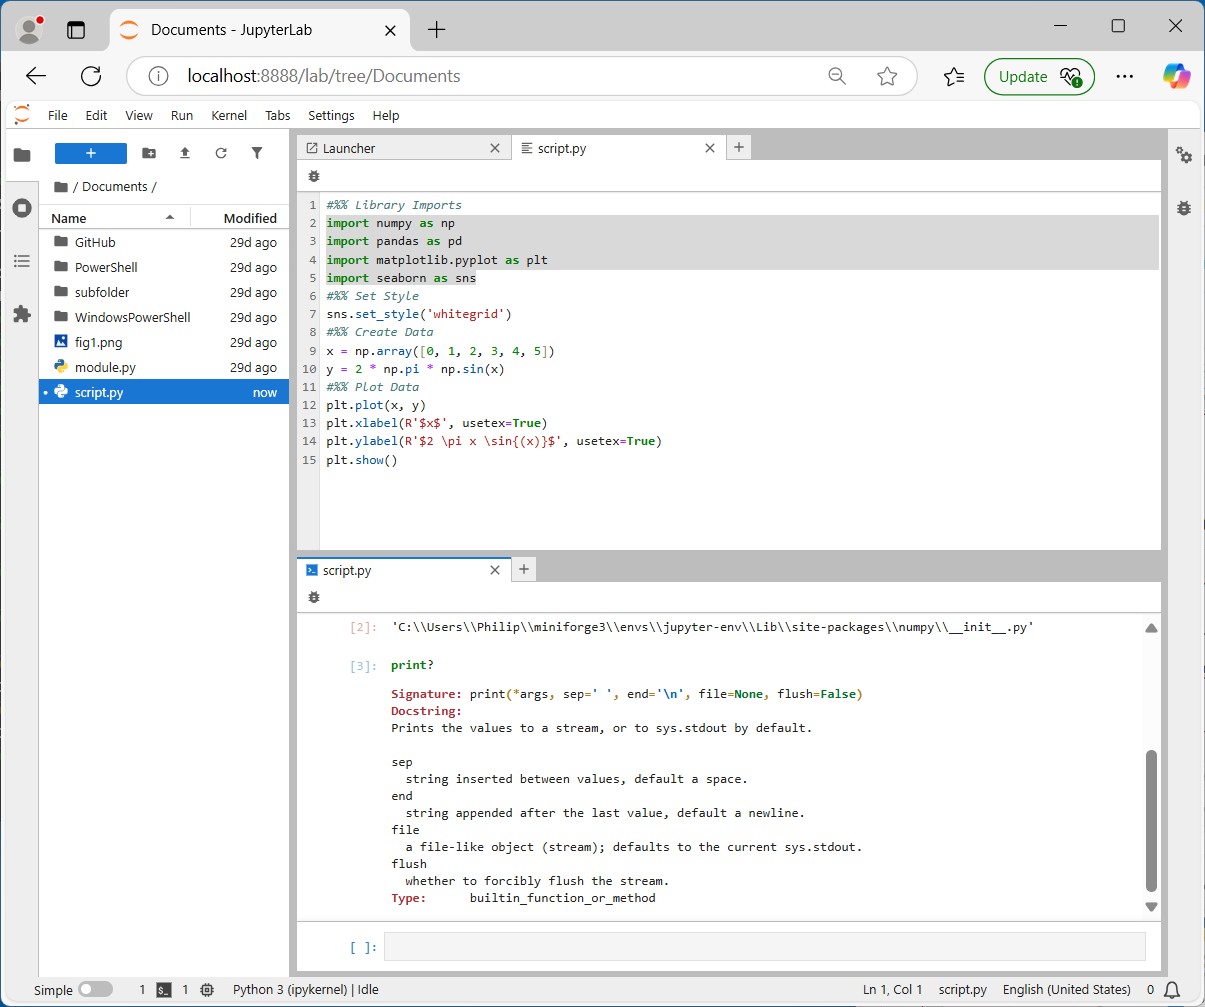 Documents - JupyterLab
localhost:8888/lab/tree/Documents
Update
File Edit View Run Kernel Tabs Settings Help
/ Documents /
Name Modified
GitHub 29d ago
PowerShell 29d ago
subfolder 29d ago
WindowsPowerShell 29d ago
fig1.png 29d ago
module.py 29d ago
script.py now
Launcher script.py
1 #%% Library Imports
2 import numpy as np
3 import pandas as pd
4 import matplotlib.pyplot as plt
5 import seaborn as sns
6 #%% Set Style
7 sns.set_style('whitegrid')
8 #%% Create Data
9 x = np.array([0, 1, 2, 3, 4, 5])
10 y = 2 * np.pi * np.sin(x)
11 #%% Plot Data
12 plt.plot(x, y)
13 plt.xlabel(R'$x$', usetex=True)
14 plt.ylabel(R'$2 \pi x \sin{(x)}$', usetex=True)
15 plt.show()
script.py
[2]: 'C:\\Users\\Philip\\miniforge3\\envs\\jupyter-env\\Lib\\site-packages\\numpy\\__init__.py'
[3]: print?
Signature: print(*args, sep=' ', end='\n', file=None, flush=False)
Docstring:
Prints the values to a stream, or to sys.stdout by default.
sep
string inserted between values, default a space.
end
string appended after the last value, default a newline.
file
a file-like object (stream); defaults to the current sys.stdout.
flush
whether to forcibly flush the stream.
Type: builtin_function_or_method
[ ]:
Simple 1 1 Python 3 (ipykernel) | Idle Ln 1, Col 1 script.py English (United States) 0